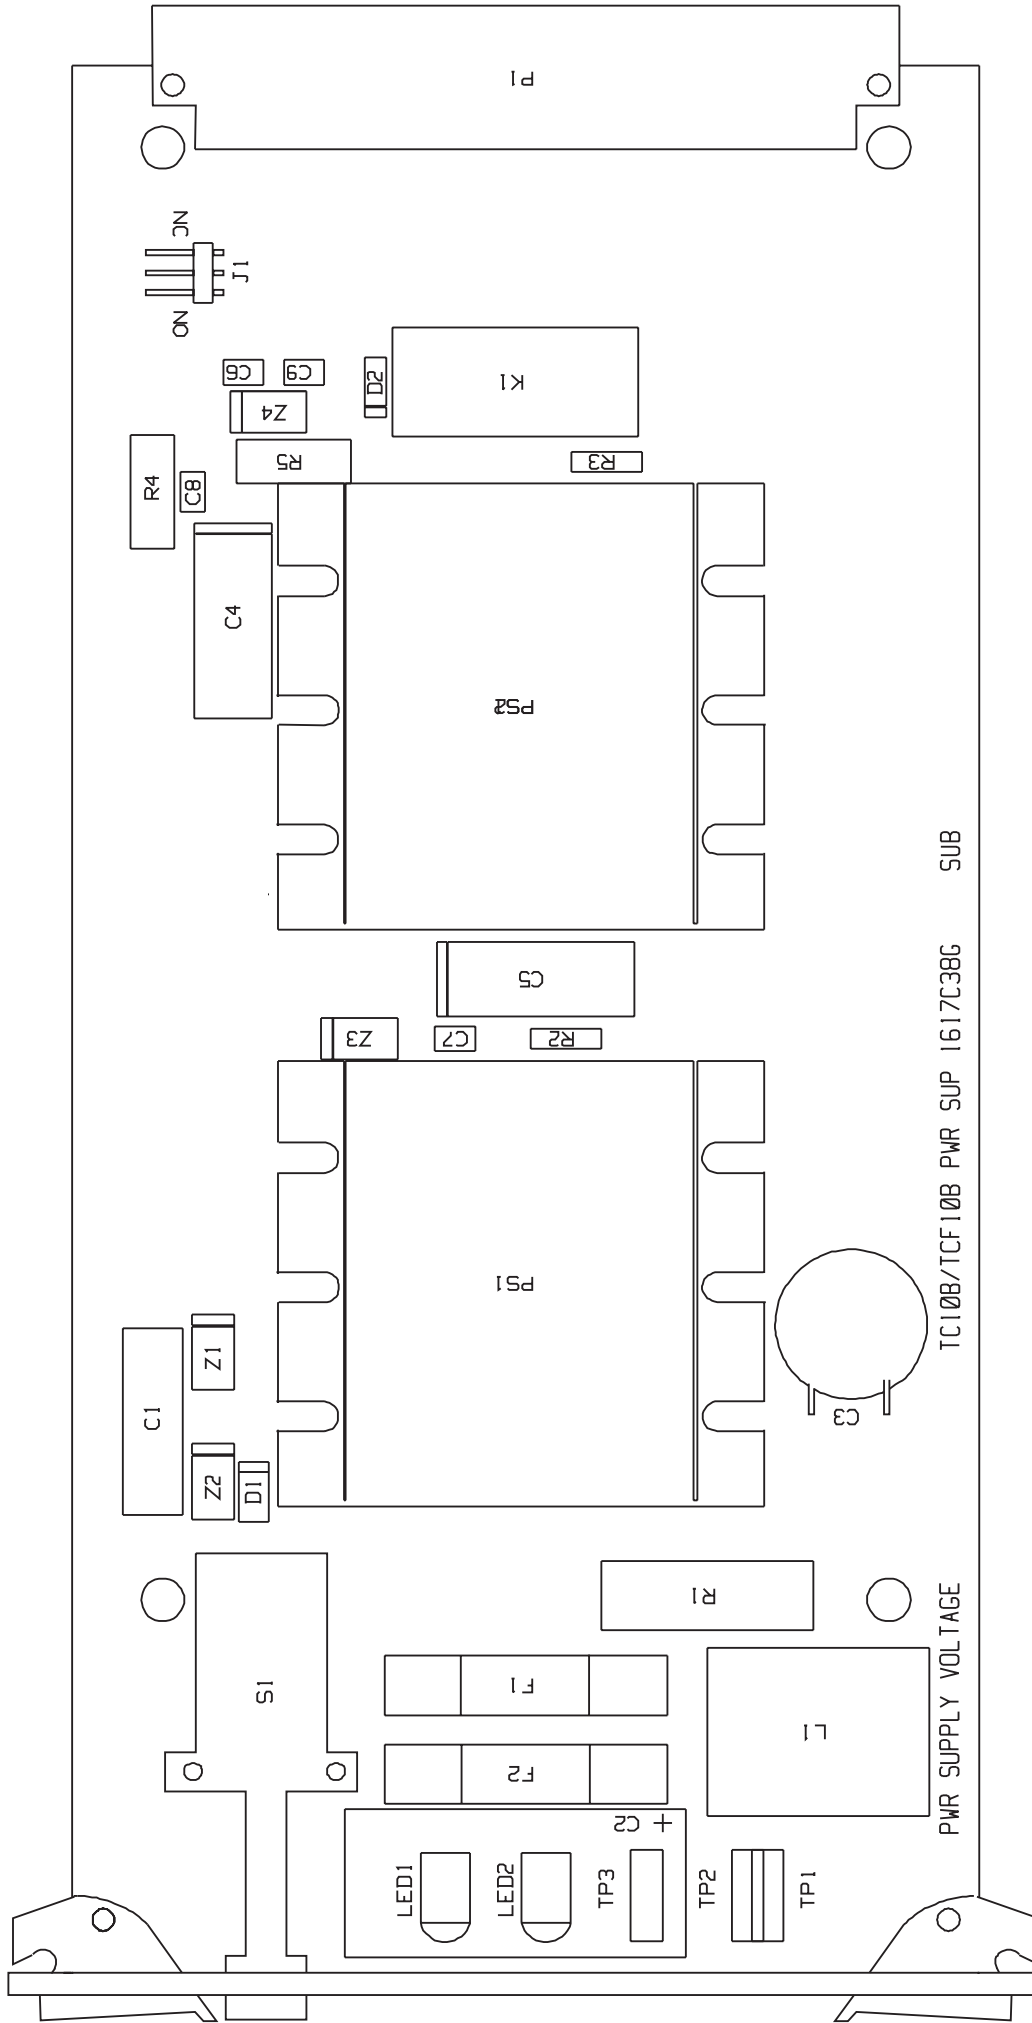 P1
NC
J1
NO
C6
C9
D2
K1
Z4
R5
R3
R4
C8
C4
SUB
C5
Z3
C7
R2
TC10B/TCF10B PWR SUP 1617C38G
PS1
Z1
C1
C3
Z2
D1
R1
PWR SUPPLY VOLTAGE
S1
F1
L1
F2
C2 +
LED1
LED2
TP3
TP2
TP1